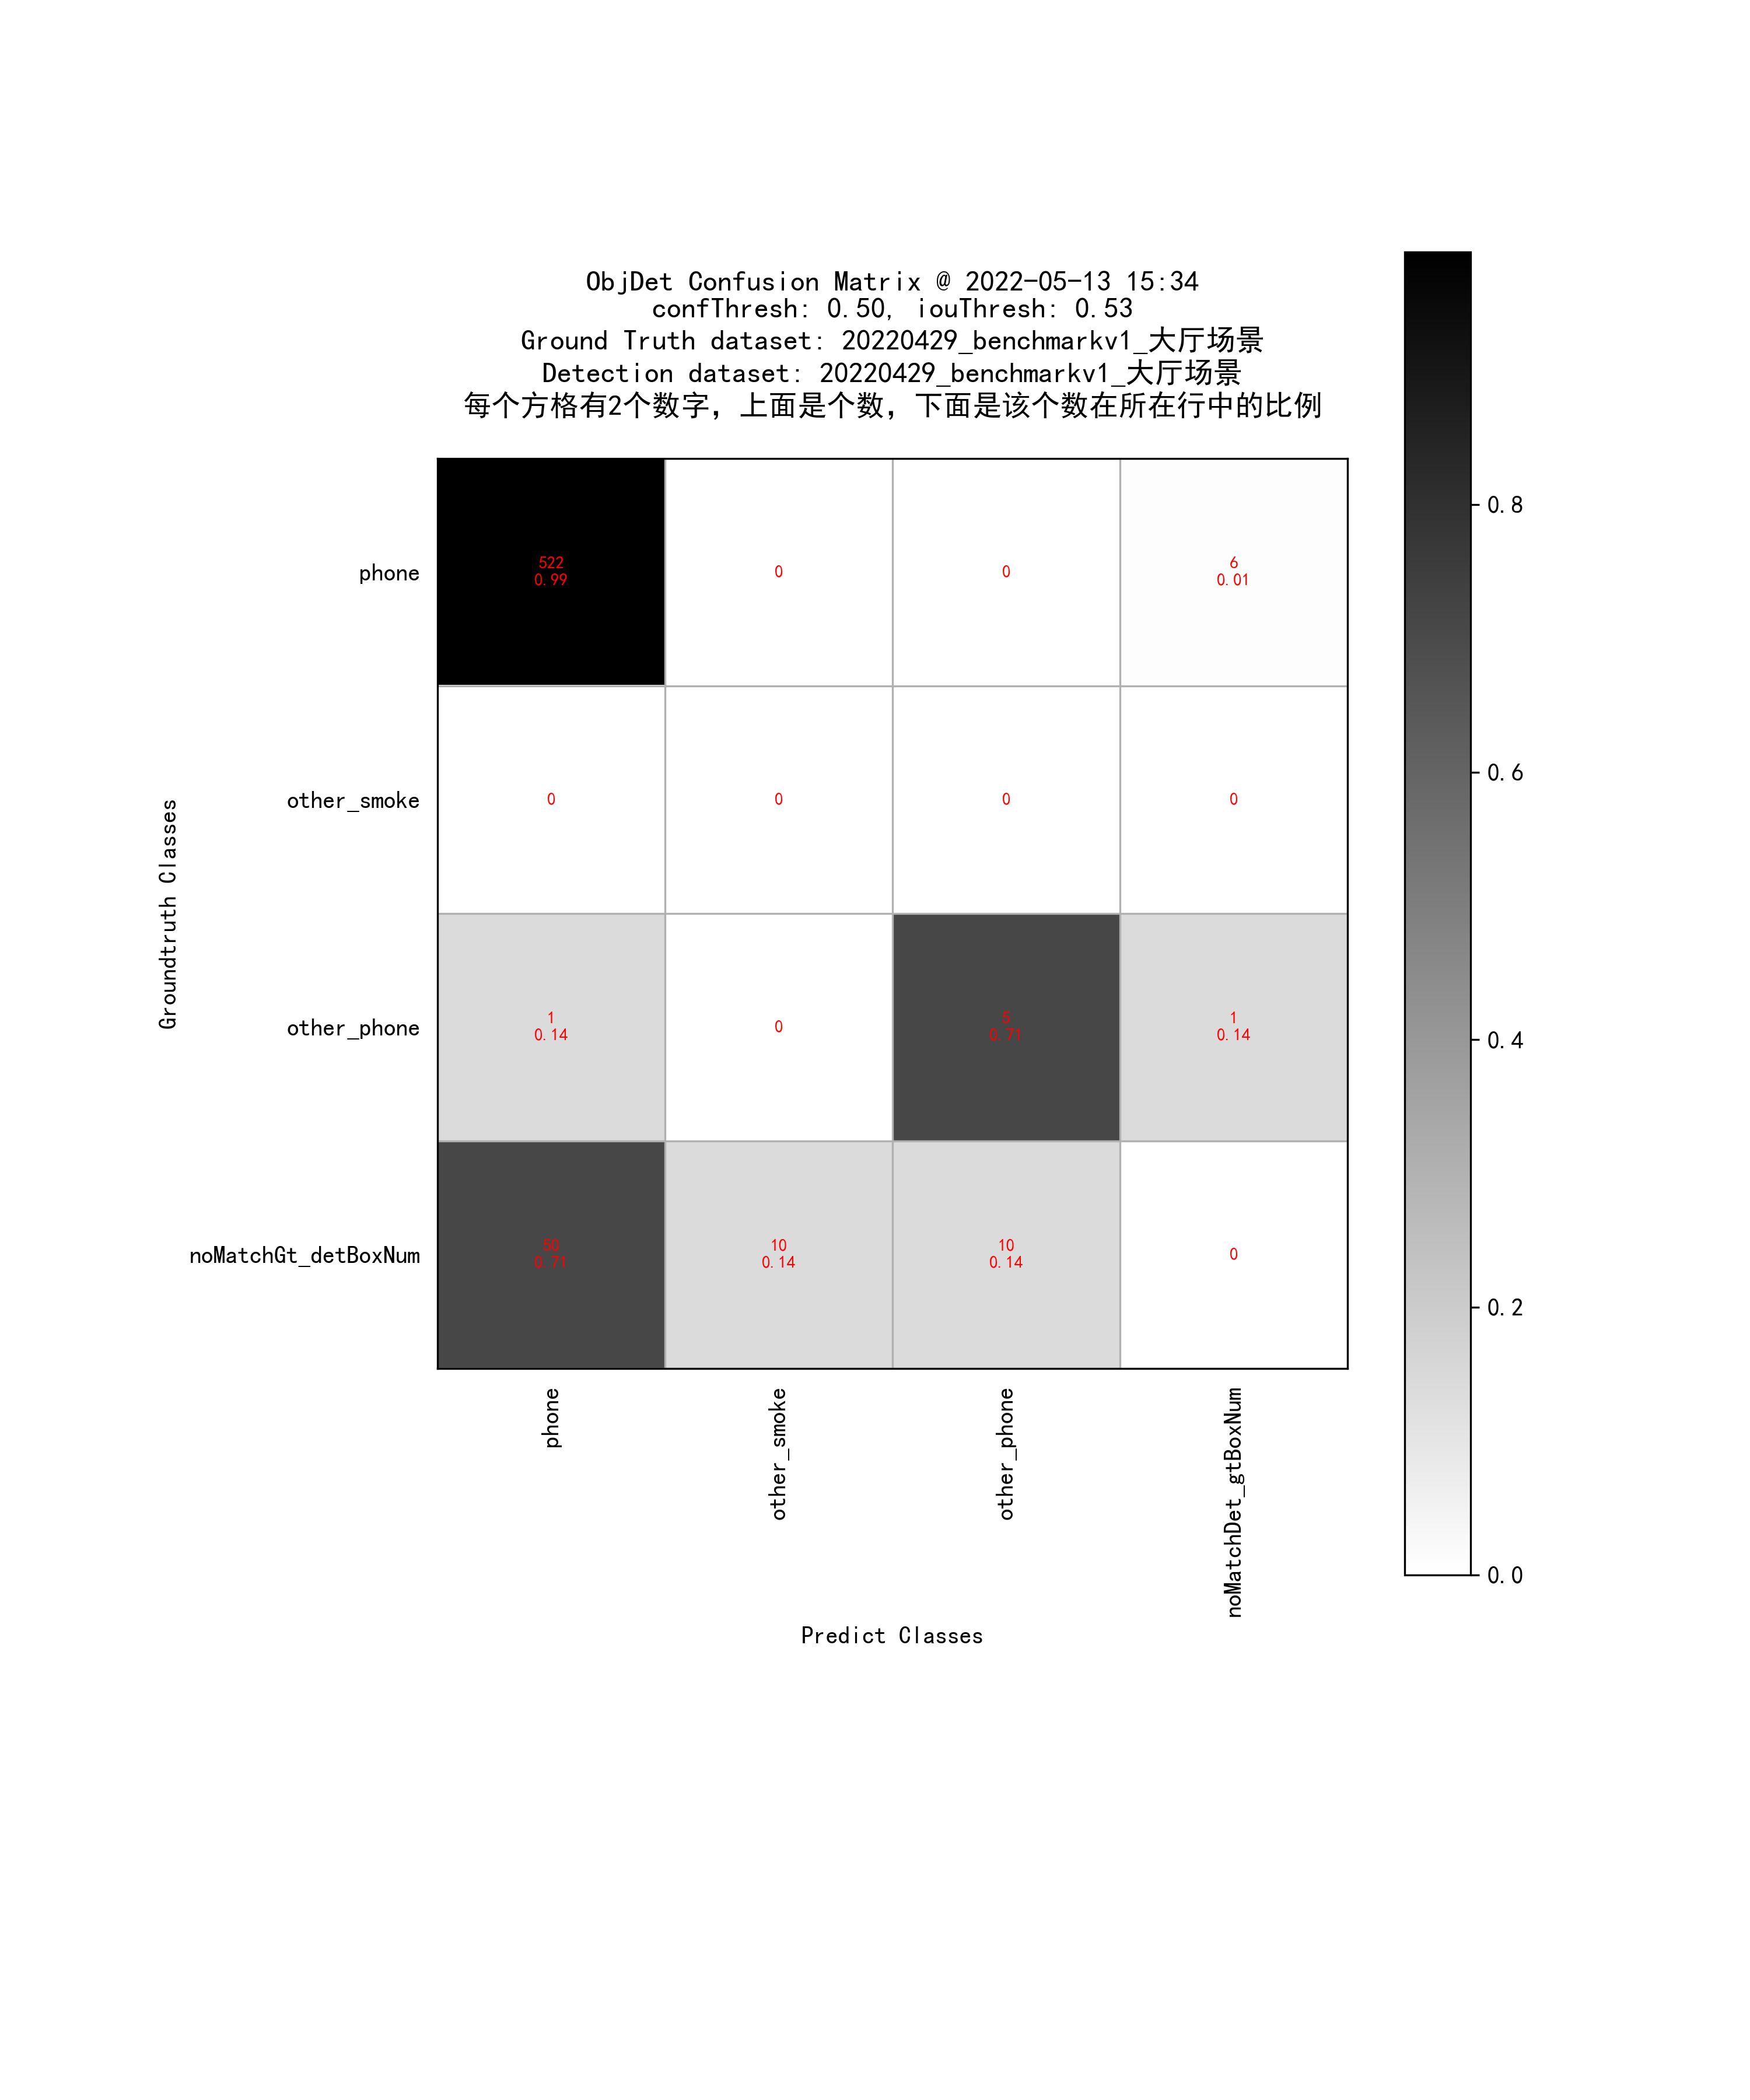 ObjDet Confusion Matrix @ 2022-05-13 15:34
confThresh: 0.50, iouThresh: 0.53
Ground Truth dataset: 20220429_benchmarkv1_大厅场景
Detection dataset: 20220429_benchmarkv1_大厅场景
每个方格有2个数字，上面是个数，下面是该个数在所在行中的比例
Groundtruth Classes
phone
522
0.99
0
0
6
0.01
other_smoke
0
0
0
0
other_phone
1
0.14
0
5
0.71
1
0.14
noMatchGt_detBoxNum
50
0.71
10
0.14
10
0.14
0
phone
other_smoke
other_phone
noMatchDet_gtBoxNum
Predict Classes
0.8
0.6
0.4
0.2
0.0